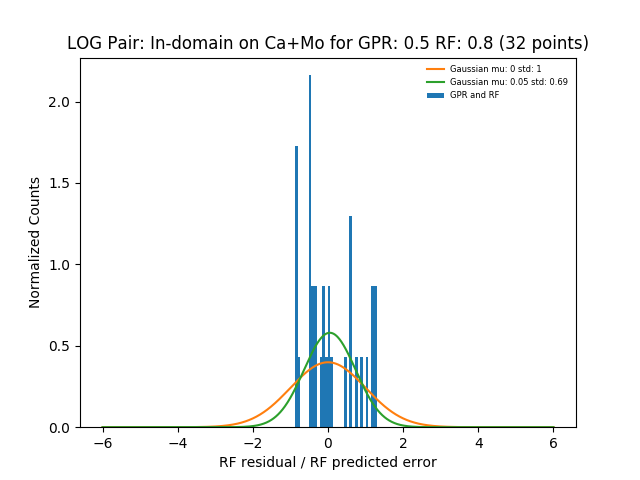 LOG Pair: In-domain on Ca+Mo for GPR: 0.5 RF: 0.8 (32 points)
Gaussian mu: 0 std: 1
Gaussian mu: 0.05 std: 0.69
GPR and RF
Normalized Counts
2.0
1.5
1.0
0.5
0.0
−6 −4 −2 0 2 4 6
RF residual / RF predicted error